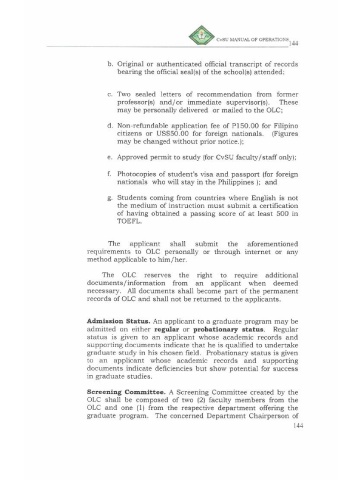 CvSU MANUAL OF OPERATIONS 144
b. Original or authenticated official transcript of records
bearing the official seal(s) of the school(s) attended;
c. Two sealed letters of recommendation from former
professor(s) and/or immediate supervisor(s). These
may be personally delivered or mailed to the OLC;
d. Non-refundable application fee of P150.00 for Filipino
citizens or US$50.00 for foreign nationals. (Figures
may be changed without prior notice.);
e. Approved permit to study (for CvSU faculty/staff only);
f. Photocopies of student's visa and passport (for foreign
nationals who will stay in the Philippines ); and
g. Students coming from countries where English is not
the medium of instruction must submit a certification
of having obtained a passing score of at least 500 in
TOEFL.
The applicant shall submit the aforementioned
requirements to OLC personally or through internet or any
method applicable to him/her.
The OLC reserves the right to require additional
documents/information from an applicant when deemed
necessary. All documents shall become part of the permanent
records of OLC and shall not be returned to the applicants.
Admission Status. An applicant to a graduate program may be
admitted on either regular or probationary status. Regular
status is given to an applicant whose academic records and
supporting documents indicate that he is qualified to undertake
graduate study in his chosen field. Probationary status is given
to an applicant whose academic records and supporting
documents indicate deficiencies but show potential for success
in graduate studies.
Screening Committee. A Screening Committee created by the
OLC shall be composed of two (2) faculty members from the
OLC and one (1) from the respective department offering the
graduate program. The concerned Department Chairperson of
144